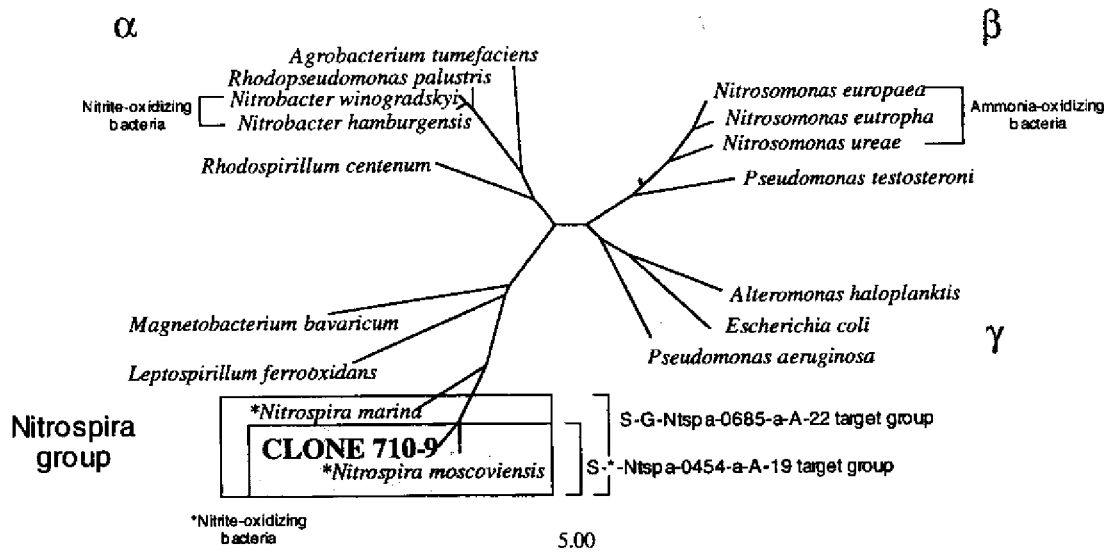 α
β
Agrobacterium tumefaciens
Rhodopseudomonas palustris
Nitrite-oxidizing
bacteria
Nitrobacter winogradskyi
Nitrobacter hamburgensis
Rhodospirillum centenum
Nitrosomonas europaea
Nitrosomonas eutropha
Nitrosomonas ureae
Ammonia-oxidizing
bacteria
Pseudomonas testosteroni
Alteromonas haloplanktis
Escherichia coli
Pseudomonas aeruginosa
γ
Magnetobacterium bavaricum
Leptospirillum ferrooxidans
Nitrospira
group
*Nitrospira marina
CLONE 710-9
*Nitrospira moscoviensis
S-G-Ntspa-0685-a-A-22 target group
S-*-Ntspa-0454-a-A-19 target group
*Nitrite-oxidizing
bacteria
5.00